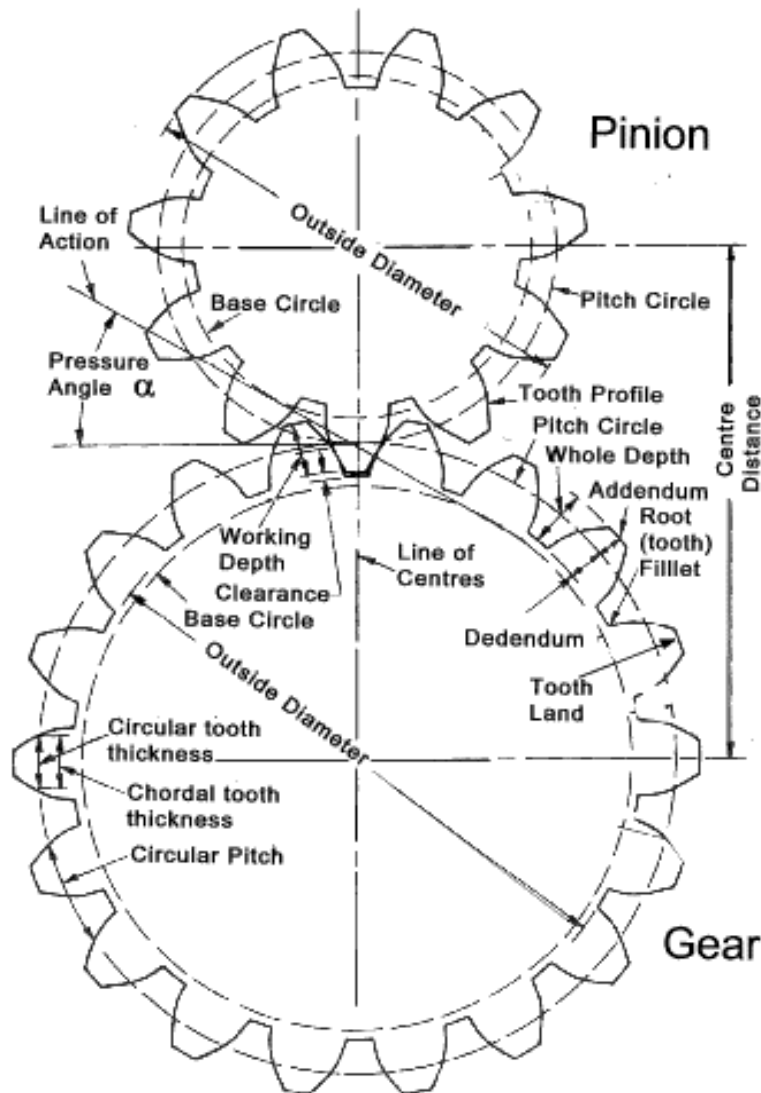 Pinion
Line of
Action
Outside Diameter
Base Circle
Pitch Circle
Pressure
Angle α
Tooth Profile
Pitch Circle
Whole Depth
Centre
Distance
Addendum
Root
(tooth)
Filllet
Working
Depth
Line of
Centres
Clearance
Base Circle
Dedendum
Outside Diameter
Tooth
Land
Circular tooth
thickness
Chordal tooth
thickness
Circular Pitch
Gear